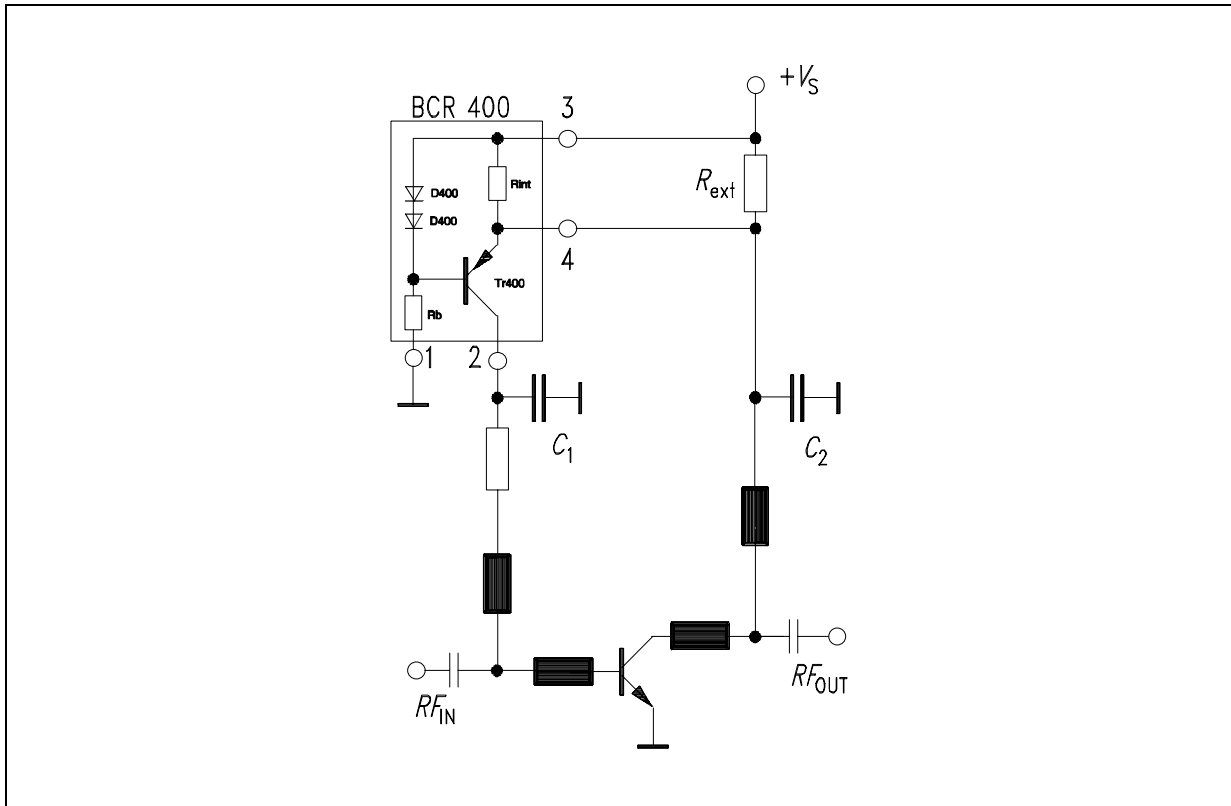 +VS
BCR 400
3
Rint
D400
D400
Rext
4
Tr400
Rb
1
2
C1
C2
RFIN
RFOUT